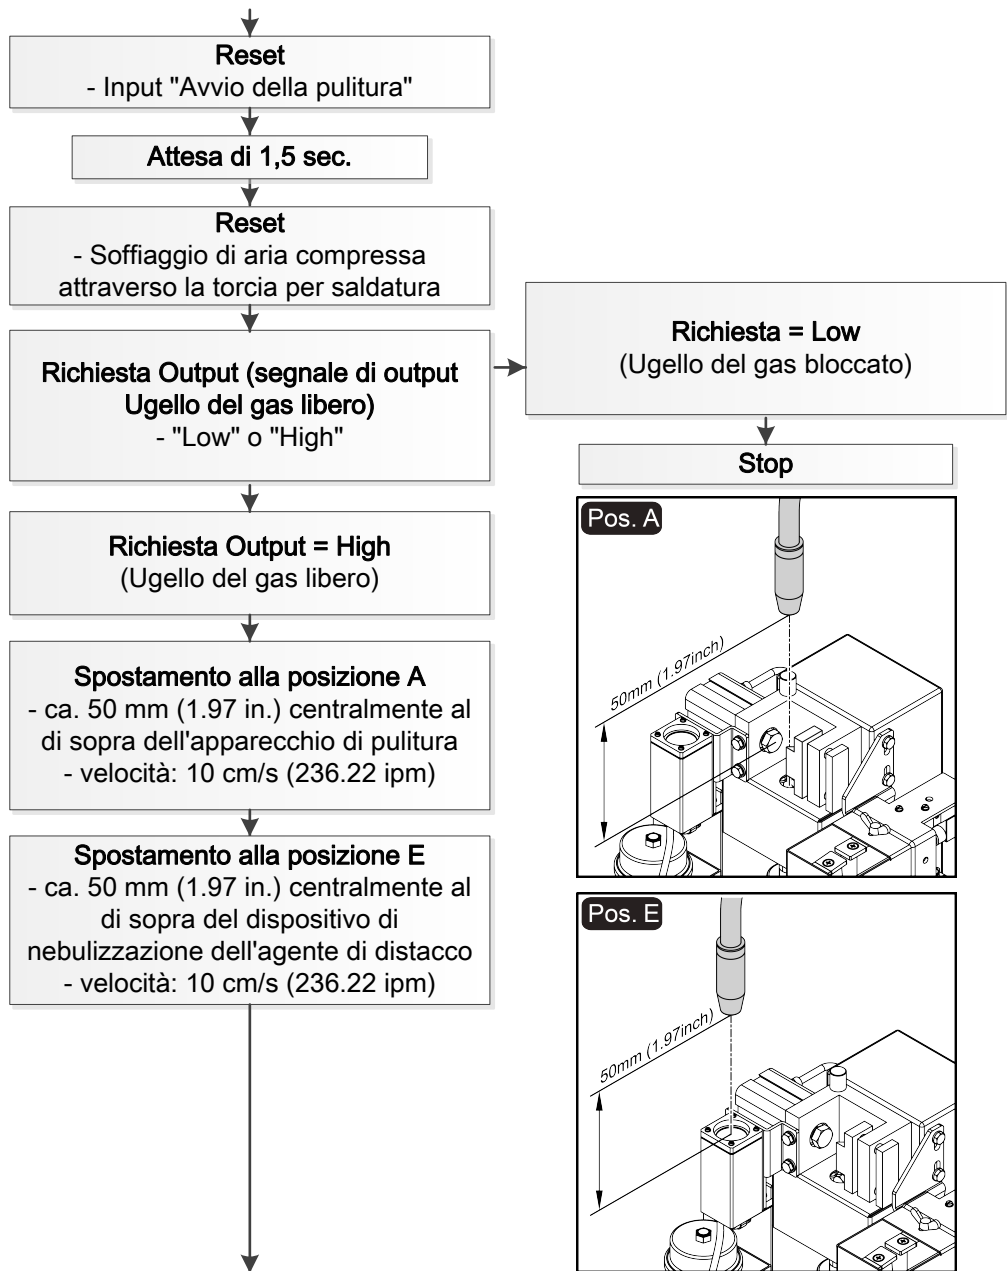 Reset
- Input "Avvio della pulitura"
Attesa di 1,5 sec.
Reset
- Soffiaggio di aria compressa
attraverso la torcia per saldatura
Richiesta Output (segnale di output
Ugello del gas libero)
- "Low" o "High"
Richiesta = Low
(Ugello del gas bloccato)
Stop
Richiesta Output = High
(Ugello del gas libero)
Spostamento alla posizione A
- ca. 50 mm (1.97 in.) centralmente al
di sopra dell'apparecchio di pulitura
- velocità: 10 cm/s (236.22 ipm)
Spostamento alla posizione E
- ca. 50 mm (1.97 in.) centralmente al
di sopra del dispositivo di
nebulizzazione dell'agente di distacco
- velocità: 10 cm/s (236.22 ipm)
Pos. A
50mm (1.97inch)
Pos. E
50mm (1.97inch)